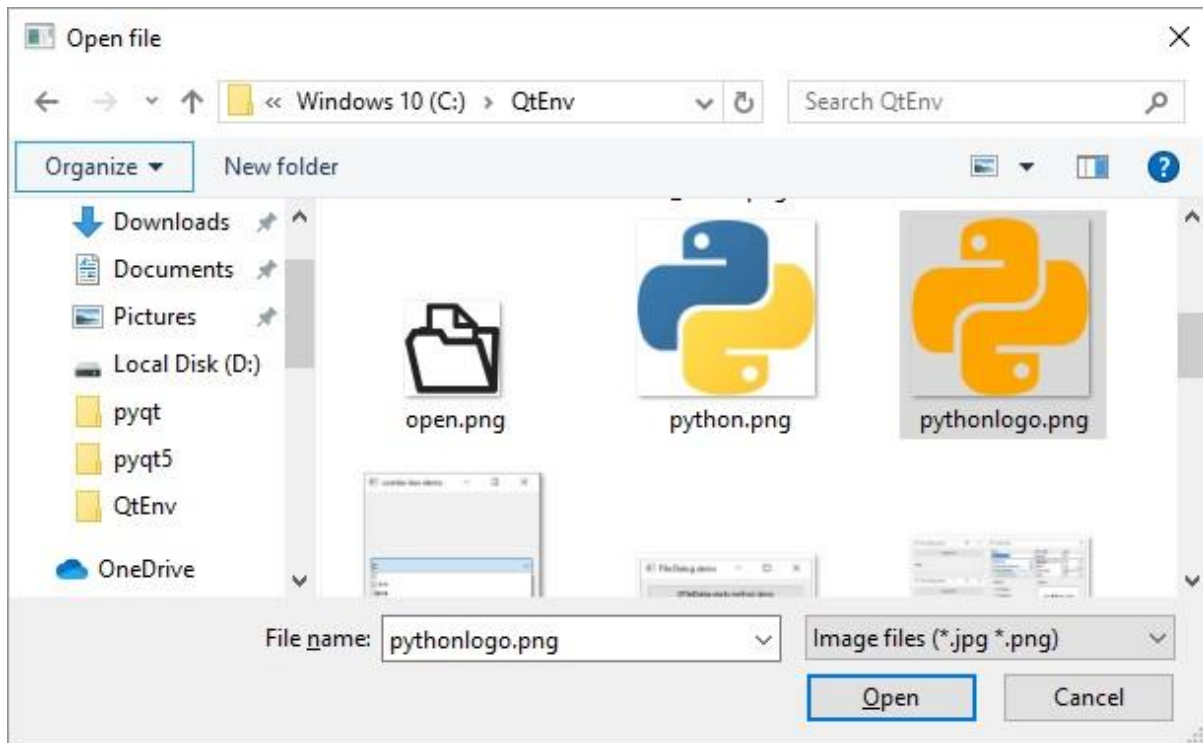 Open file
« Windows 10 (C:) › QtEnv
Search QtEnv
Organize
New folder
Downloads
Documents
Pictures
Local Disk (D:)
pyqt
pyqt5
QtEnv
OneDrive
open.png
python.png
pythonlogo.png
File name: pythonlogo.png
Image files (*.jpg *.png)
Open
Cancel